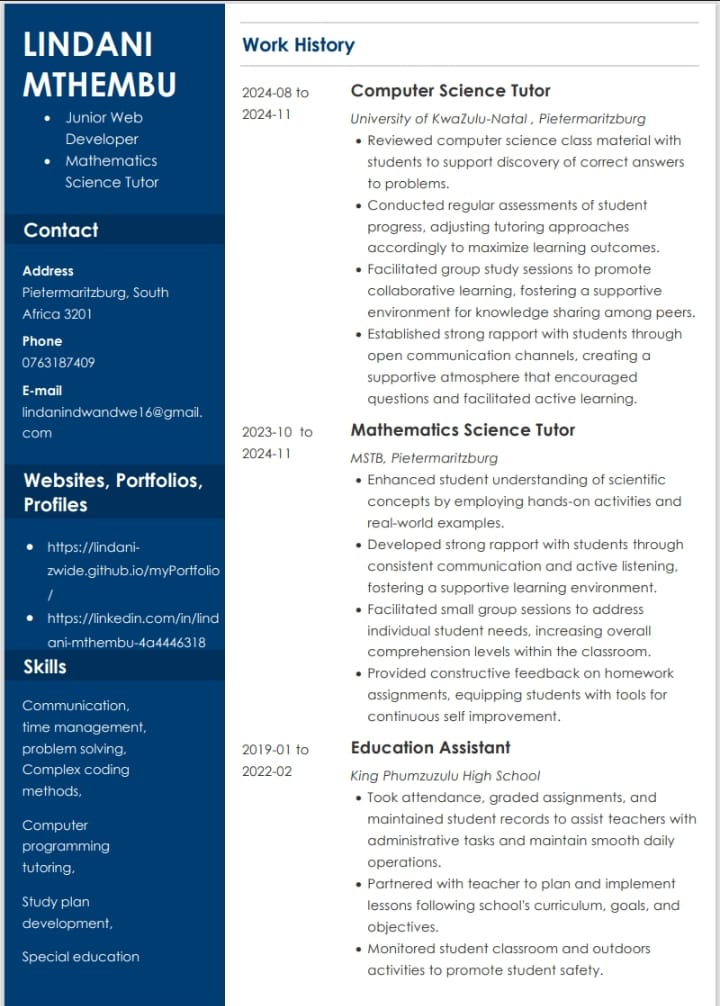 LINDANI
MTHEMBU
• Junior Web
Developer
• Mathematics
Science Tutor
Contact
Address
Pietermaritzburg, South
Africa 3201
Phone
0763187409
E-mail
lindanindwandwe16@gmail.
com
Websites, Portfolios,
Profiles
• https://lindani-
zwide.github.io/myPortfolio
/
• https://linkedin.com/in/lind
ani-mthembu-4a4446318
Skills
Communication,
time management,
problem solving,
Complex coding
methods,
Computer
programming
tutoring,
Study plan
development,
Special education
Work History
2024-08 to
2024-11
Computer Science Tutor
University of KwaZulu-Natal , Pietermaritzburg
• Reviewed computer science class material with
students to support discovery of correct answers
to problems.
• Conducted regular assessments of student
progress, adjusting tutoring approaches
accordingly to maximize learning outcomes.
• Facilitated group study sessions to promote
collaborative learning, fostering a supportive
environment for knowledge sharing among peers.
• Established strong rapport with students through
open communication channels, creating a
supportive atmosphere that encouraged
questions and facilitated active learning.
2023-10 to
2024-11
Mathematics Science Tutor
MSTB, Pietermaritzburg
• Enhanced student understanding of scientific
concepts by employing hands-on activities and
real-world examples.
• Developed strong rapport with students through
consistent communication and active listening,
fostering a supportive learning environment.
• Facilitated small group sessions to address
individual student needs, increasing overall
comprehension levels within the classroom.
• Provided constructive feedback on homework
assignments, equipping students with tools for
continuous self improvement.
2019-01 to
2022-02
Education Assistant
King Phumzuzulu High School
• Took attendance, graded assignments, and
maintained student records to assist teachers with
administrative tasks and maintain smooth daily
operations.
• Partnered with teacher to plan and implement
lessons following school's curriculum, goals, and
objectives.
• Monitored student classroom and outdoors
activities to promote student safety.